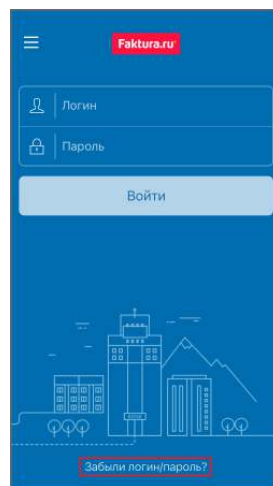 Faktura.ru
Логин
Пароль
Войти
Забыли логин/пароль?